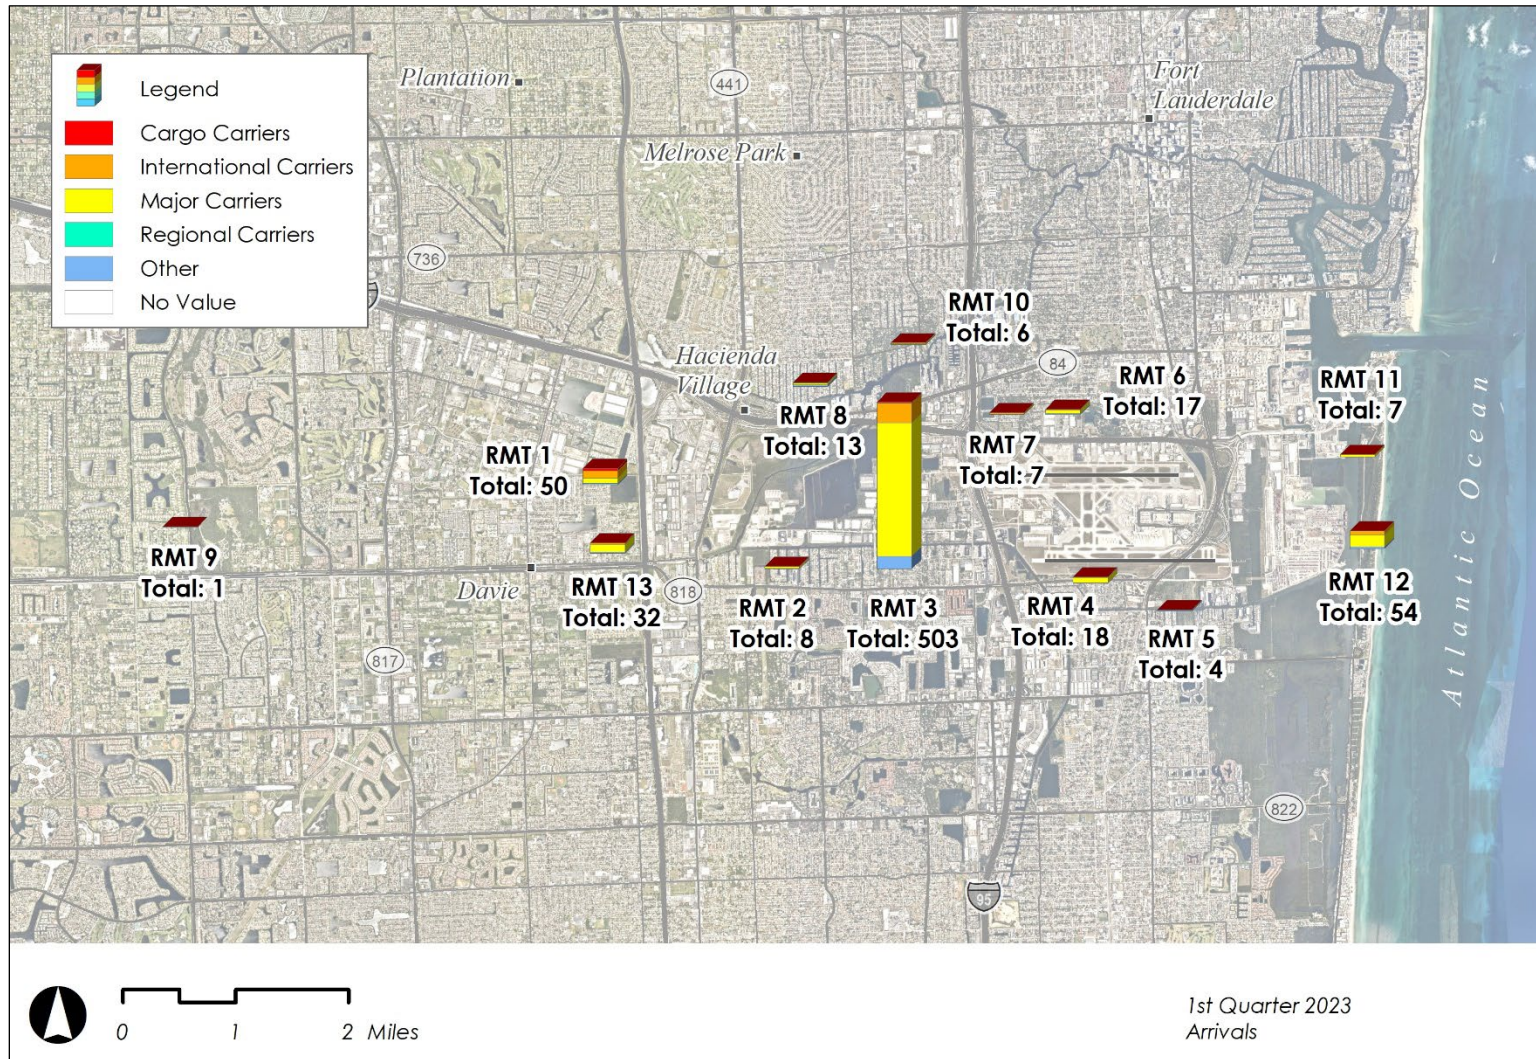 Legend
Cargo Carriers
International Carriers
Major Carriers
Regional Carriers
Other
No Value
Plantation
441
Fort
Lauderdale
Melrose Park
736
RMT 10
Total: 6
Hacienda
Village
84
RMT 6
Total: 17
RMT 11
Total: 7
RMT 8
Total: 13
RMT 7
Total: 7
RMT 1
Total: 50
RMT 9
Total: 1
Davie
RMT 13
Total: 32
818
RMT 2
Total: 8
RMT 3
Total: 503
RMT 4
Total: 18
RMT 5
Total: 4
RMT 12
Total: 54
Atlantic Ocean
817
822
95
0 1 2 Miles
1st Quarter 2023
Arrivals